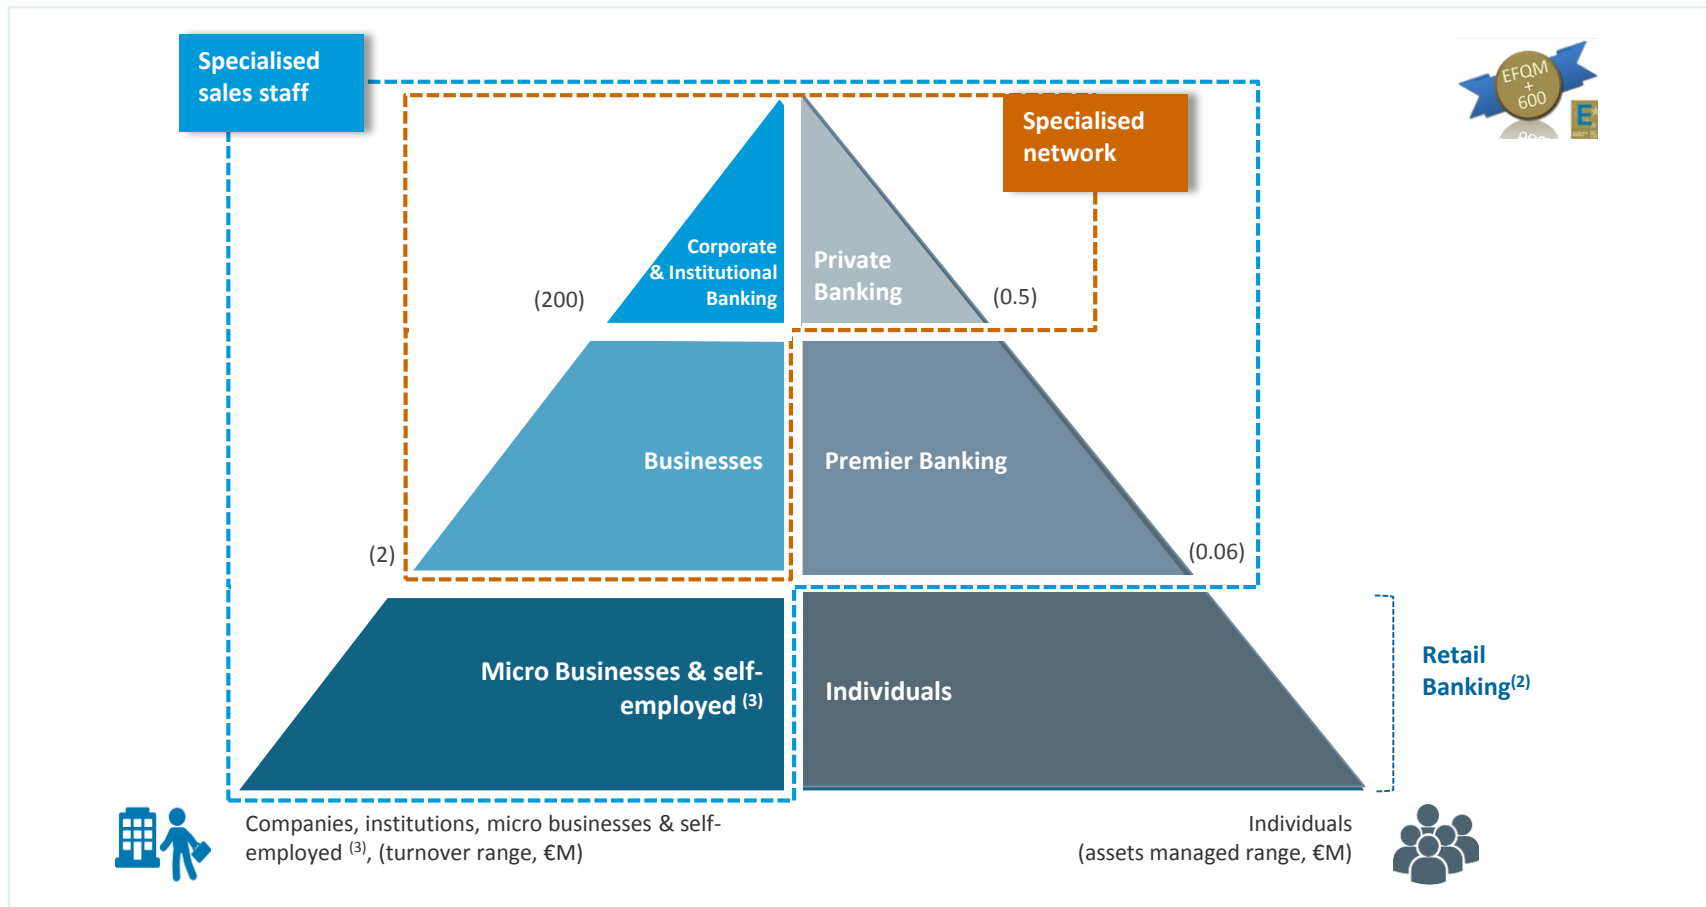 Specialised
sales staff
EFQM
+
600
Specialised
network
Corporate
& Institutional
Banking
Private
Banking
(200)
(0.5)
Businesses
Premier Banking
(2)
(0.06)
Micro Businesses & self-
employed (3)
Individuals
Retail
Banking(2)
Companies, institutions, micro businesses & self-
employed (3), (turnover range, €M)
Individuals
(assets managed range, €M)